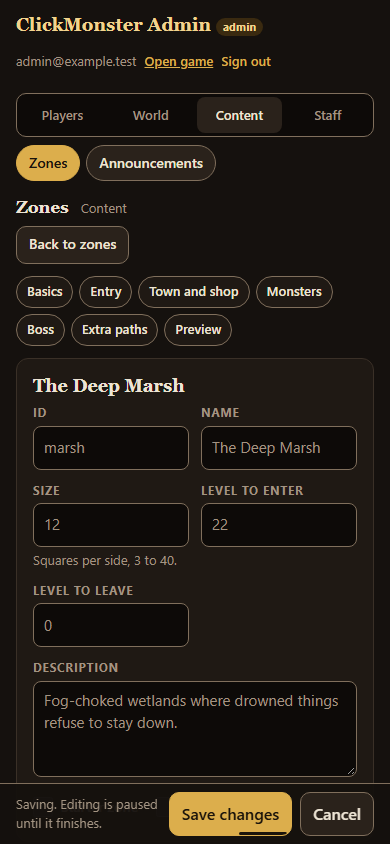 ClickMonster Admin admin
admin@example.test Open game Sign out
Players World Content Staff
Zones Announcements
Zones Content
Back to zones
Basics Entry Town and shop Monsters
Boss Extra paths Preview
The Deep Marsh
ID NAME
marsh The Deep Marsh
SIZE LEVEL TO ENTER
12 22
Squares per side, 3 to 40.
LEVEL TO LEAVE
0
DESCRIPTION
Fog-choked wetlands where drowned things
refuse to stay down.
Saving. Editing is paused
until it finishes.
Save changes Cancel